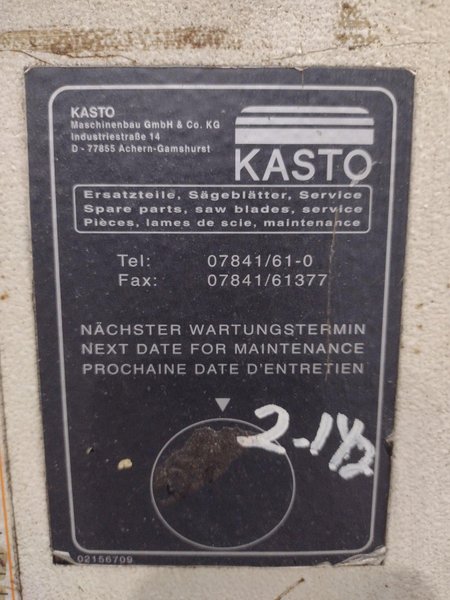 KASTO
Maschinenbau GmbH & Co. KG
Industriestraße 14
D - 77855 Achern-Gamshurst
KASTO
Ersatzteile, Sägeblätter, Service
Spare parts, saw blades, service
Pièces, lames de scie, maintenance
Tel: 07841/61-0
Fax: 07841/61377
NÄCHSTER WARTUNGSTERMIN
NEXT DATE FOR MAINTENANCE
PROCHAINE DATE D'ENTRETIEN
02156709